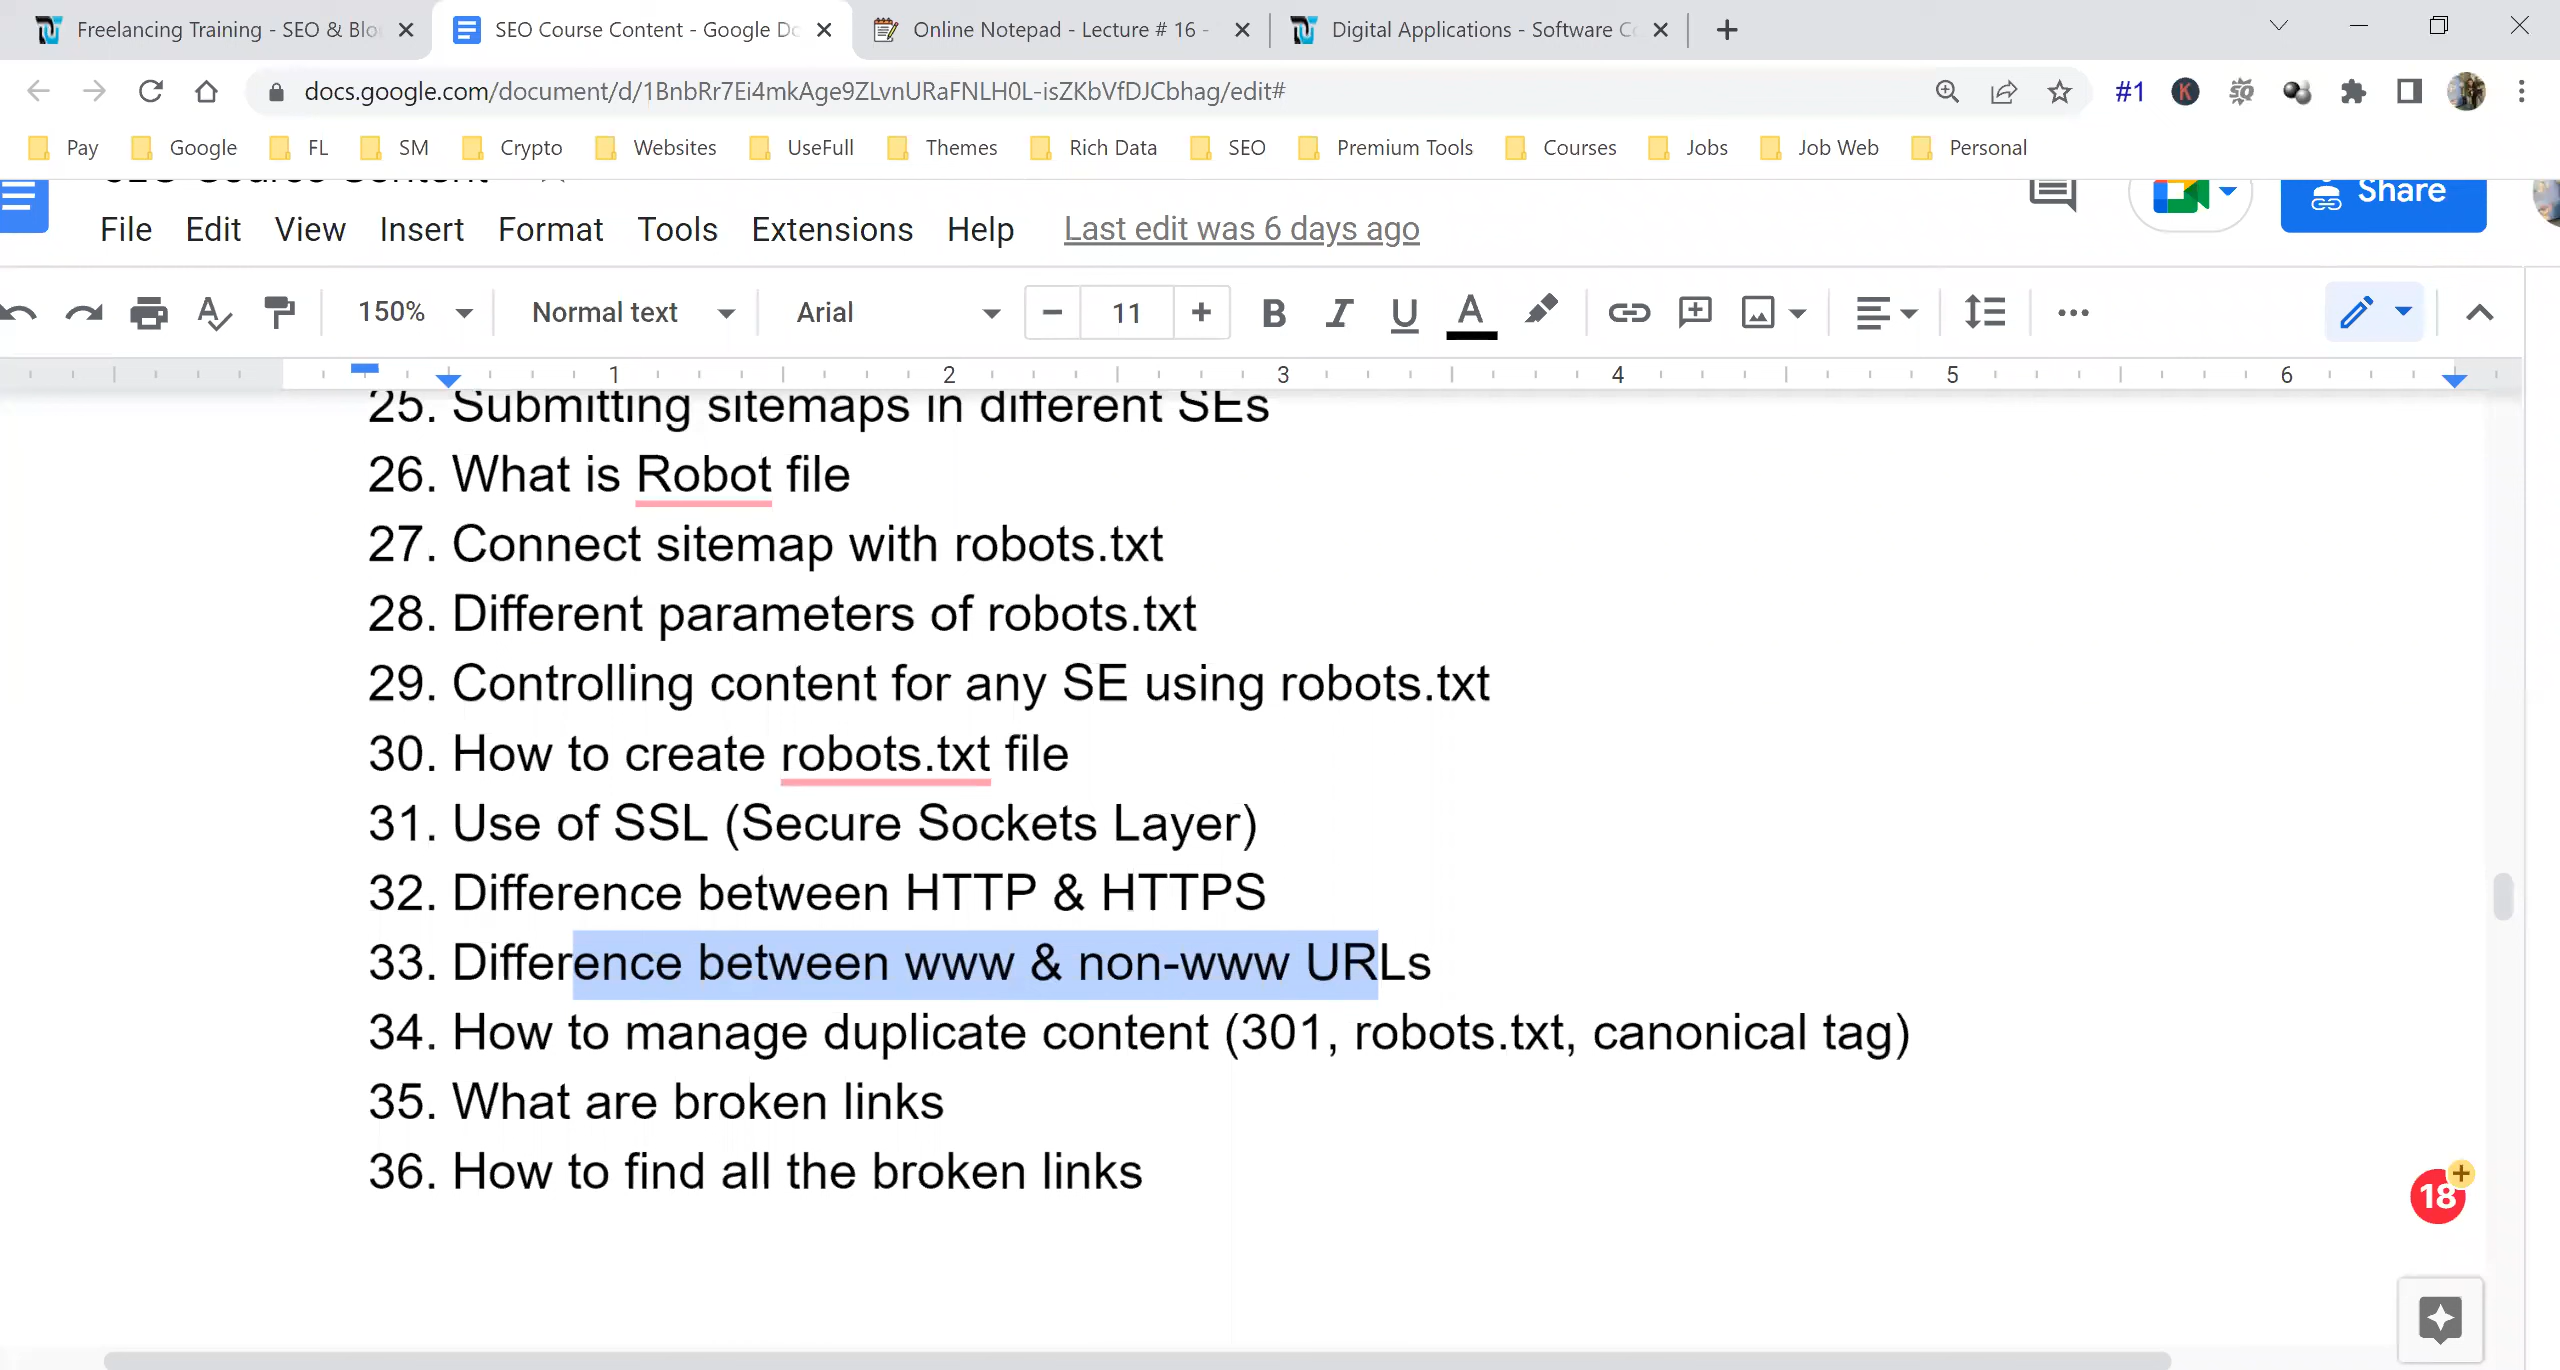 Freelancing Training - SEO & Blo
SEO Course Content - Google Do
Online Notepad - Lecture # 16 -
Digital Applications - Software Co
docs.google.com/document/d/1BnbRr7Ei4mkAge9ZLvnURaFNLH0L-isZKbVfDJCbhag/edit#
#1
K
SQ
Pay
Google
FL
SM
Crypto
Websites
UseFull
Themes
Rich Data
SEO
Premium Tools
Courses
Jobs
Job Web
Personal
SEO Course Content
Share
File Edit View Insert Format Tools Extensions Help Last edit was 6 days ago
150% Normal text Arial 11 B I U A
1 2 3 4 5 6
25. Submitting sitemaps in different SEs
26. What is Robot file
27. Connect sitemap with robots.txt
28. Different parameters of robots.txt
29. Controlling content for any SE using robots.txt
30. How to create robots.txt file
31. Use of SSL (Secure Sockets Layer)
32. Difference between HTTP & HTTPS
33. Difference between www & non-www URLs
34. How to manage duplicate content (301, robots.txt, canonical tag)
35. What are broken links
36. How to find all the broken links
18